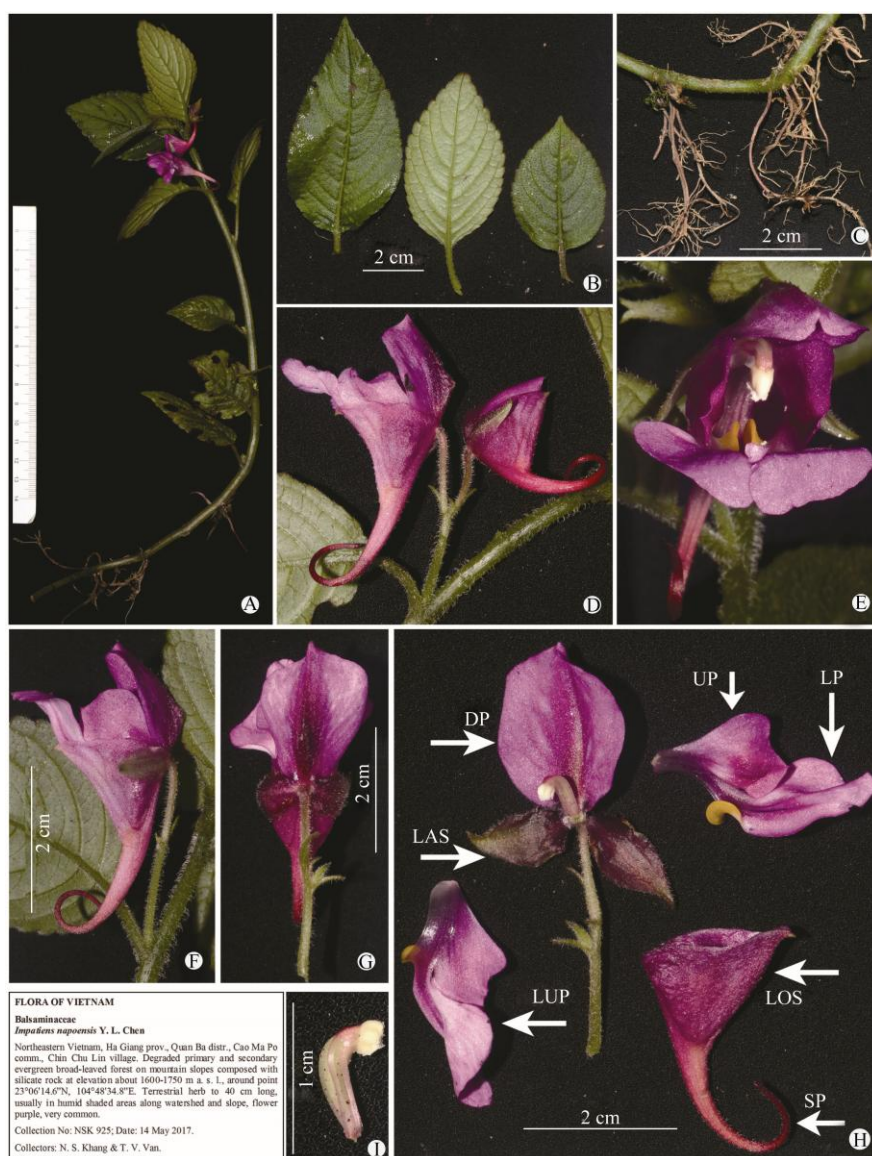 A
2 cm
B
2 cm
C
D
E
2 cm
F
2 cm
G
DP
UP
LP
LAS
LUP
LOS
SP
2 cm
H
FLORA OF VIETNAM
Balsaminaceae
Impatiens napoensis Y. L. Chen
Northeastern Vietnam, Ha Giang prov., Quan Ba distr., Cao Ma Po
comm., Chin Chu Lin village. Degraded primary and secondary
evergreen broad-leaved forest on mountain slopes composed with
silicate rock at elevation about 1600-1750 m a. s. l., around point
23°06'14.6"N, 104°48'34.8"E. Terrestrial herb to 40 cm long,
usually in humid shaded areas along watershed and slope, flower
purple, very common.
Collection No: NSK 925; Date: 14 May 2017.
Collectors: N. S. Khang & T. V. Van.
1 cm
I